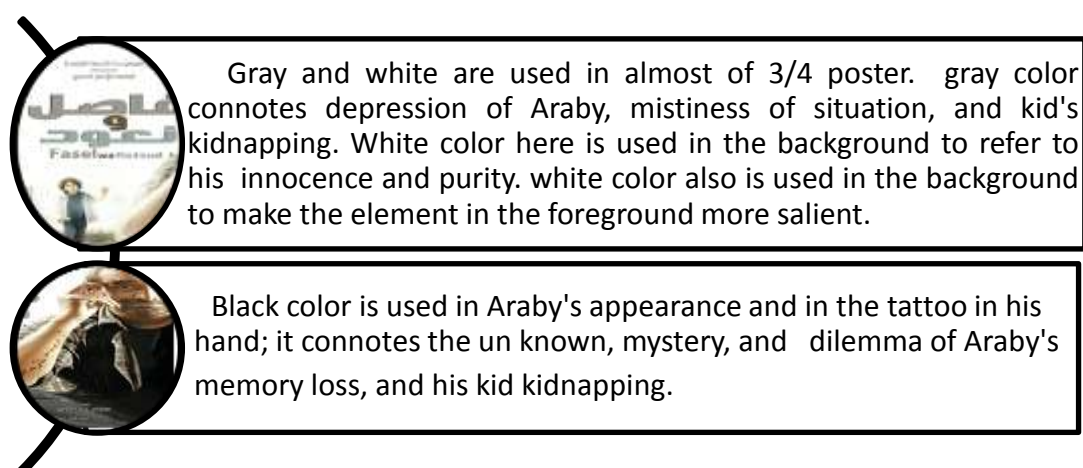 فاصل
و
نعود
Fasel
Gray and white are used in almost of 3/4 poster. gray color
connotes depression of Araby, mistiness of situation, and kid's
kidnapping. White color here is used in the background to refer to
his innocence and purity. white color also is used in the background
to make the element in the foreground more salient.
Black color is used in Araby's appearance and in the tattoo in his
hand; it connotes the un known, mystery, and dilemma of Araby's
memory loss, and his kid kidnapping.